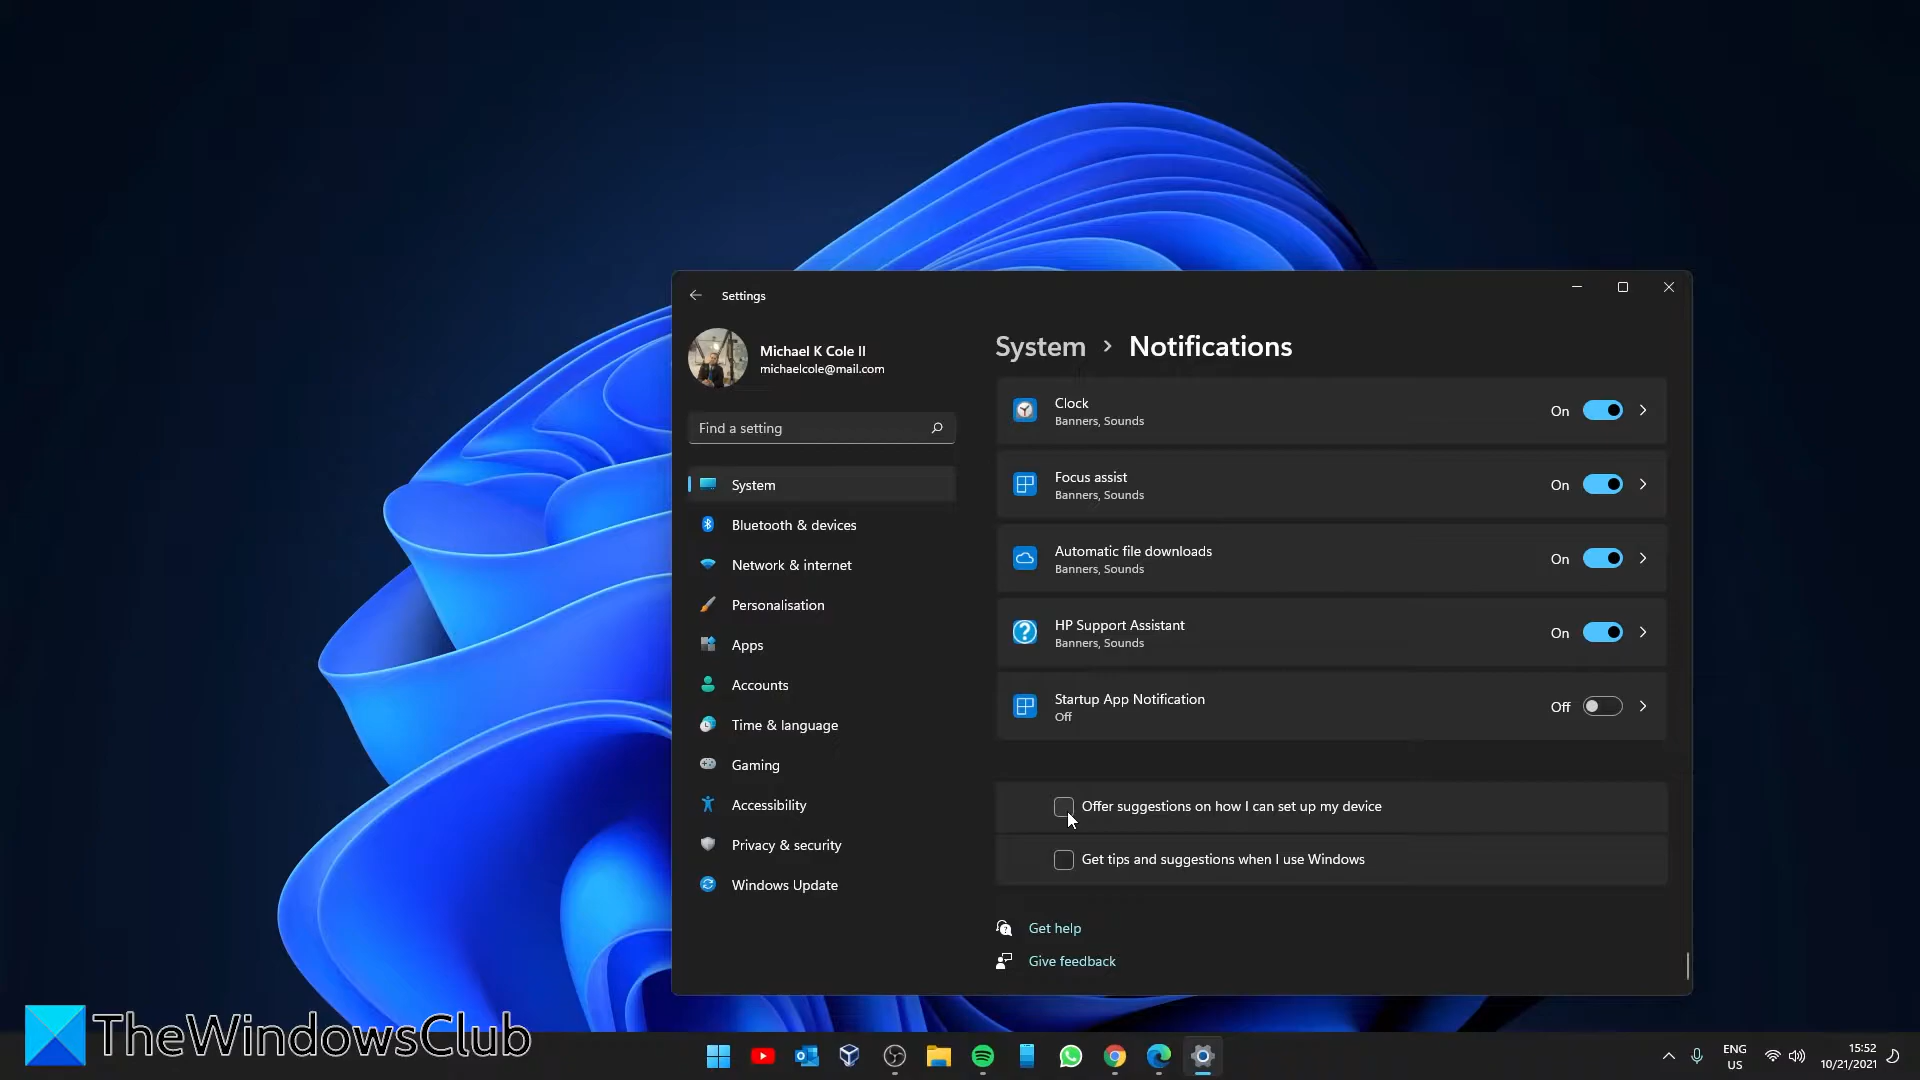 Settings
Michael K Cole II
michaelcole@mail.com
Find a setting
System
Bluetooth & devices
Network & internet
Personalisation
Apps
Accounts
Time & language
Gaming
Accessibility
Privacy & security
Windows Update
System > Notifications
Clock
Banners, Sounds
On
Focus assist
Banners, Sounds
On
Automatic file downloads
Banners, Sounds
On
HP Support Assistant
Banners, Sounds
On
Startup App Notification
Off
Off
Offer suggestions on how I can set up my device
Get tips and suggestions when I use Windows
Get help
Give feedback
TheWindowsClub
ENG
US
15:52
10/21/2021